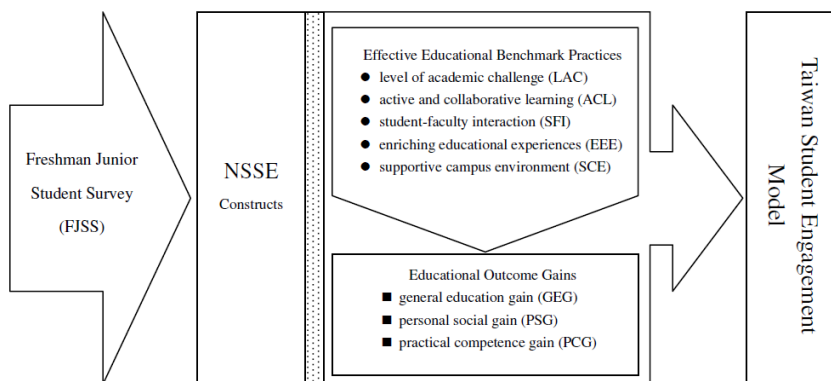 Freshman Junior
Student Survey
(FJSS)
NSSE
Constructs
Effective Educational Benchmark Practices
● level of academic challenge (LAC)
● active and collaborative learning (ACL)
● student-faculty interaction (SFI)
● enriching educational experiences (EEE)
● supportive campus environment (SCE)
Educational Outcome Gains
■ general education gain (GEG)
■ personal social gain (PSG)
■ practical competence gain (PCG)
Taiwan Student Engagement
Model